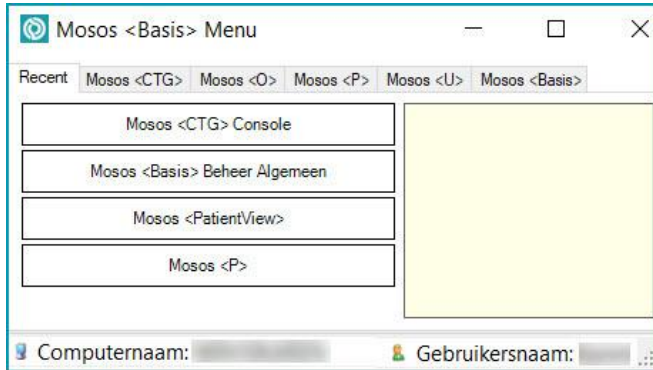 Mosos <Basis> Menu
Recent Mosos <CTG> Mosos <O> Mosos <P> Mosos <U> Mosos <Basis>
Mosos <CTG> Console
Mosos <Basis> Beheer Algemeen
Mosos <PatientView>
Mosos <P>
Computernaam: Gebruikersnaam: